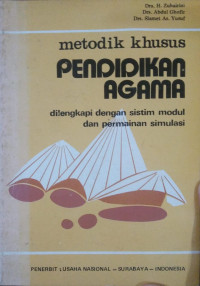 Dra. H. Zuhairini
Drs. Abdul Ghofir
Drs. Slamet As. Yusuf
metodik khusus
PENDIDIKAN
AGAMA
dilengkapi dengan sistim modul
dan permainan simulasi
PENERBIT : USAHA NASIONAL – SURABAYA – INDONESIA